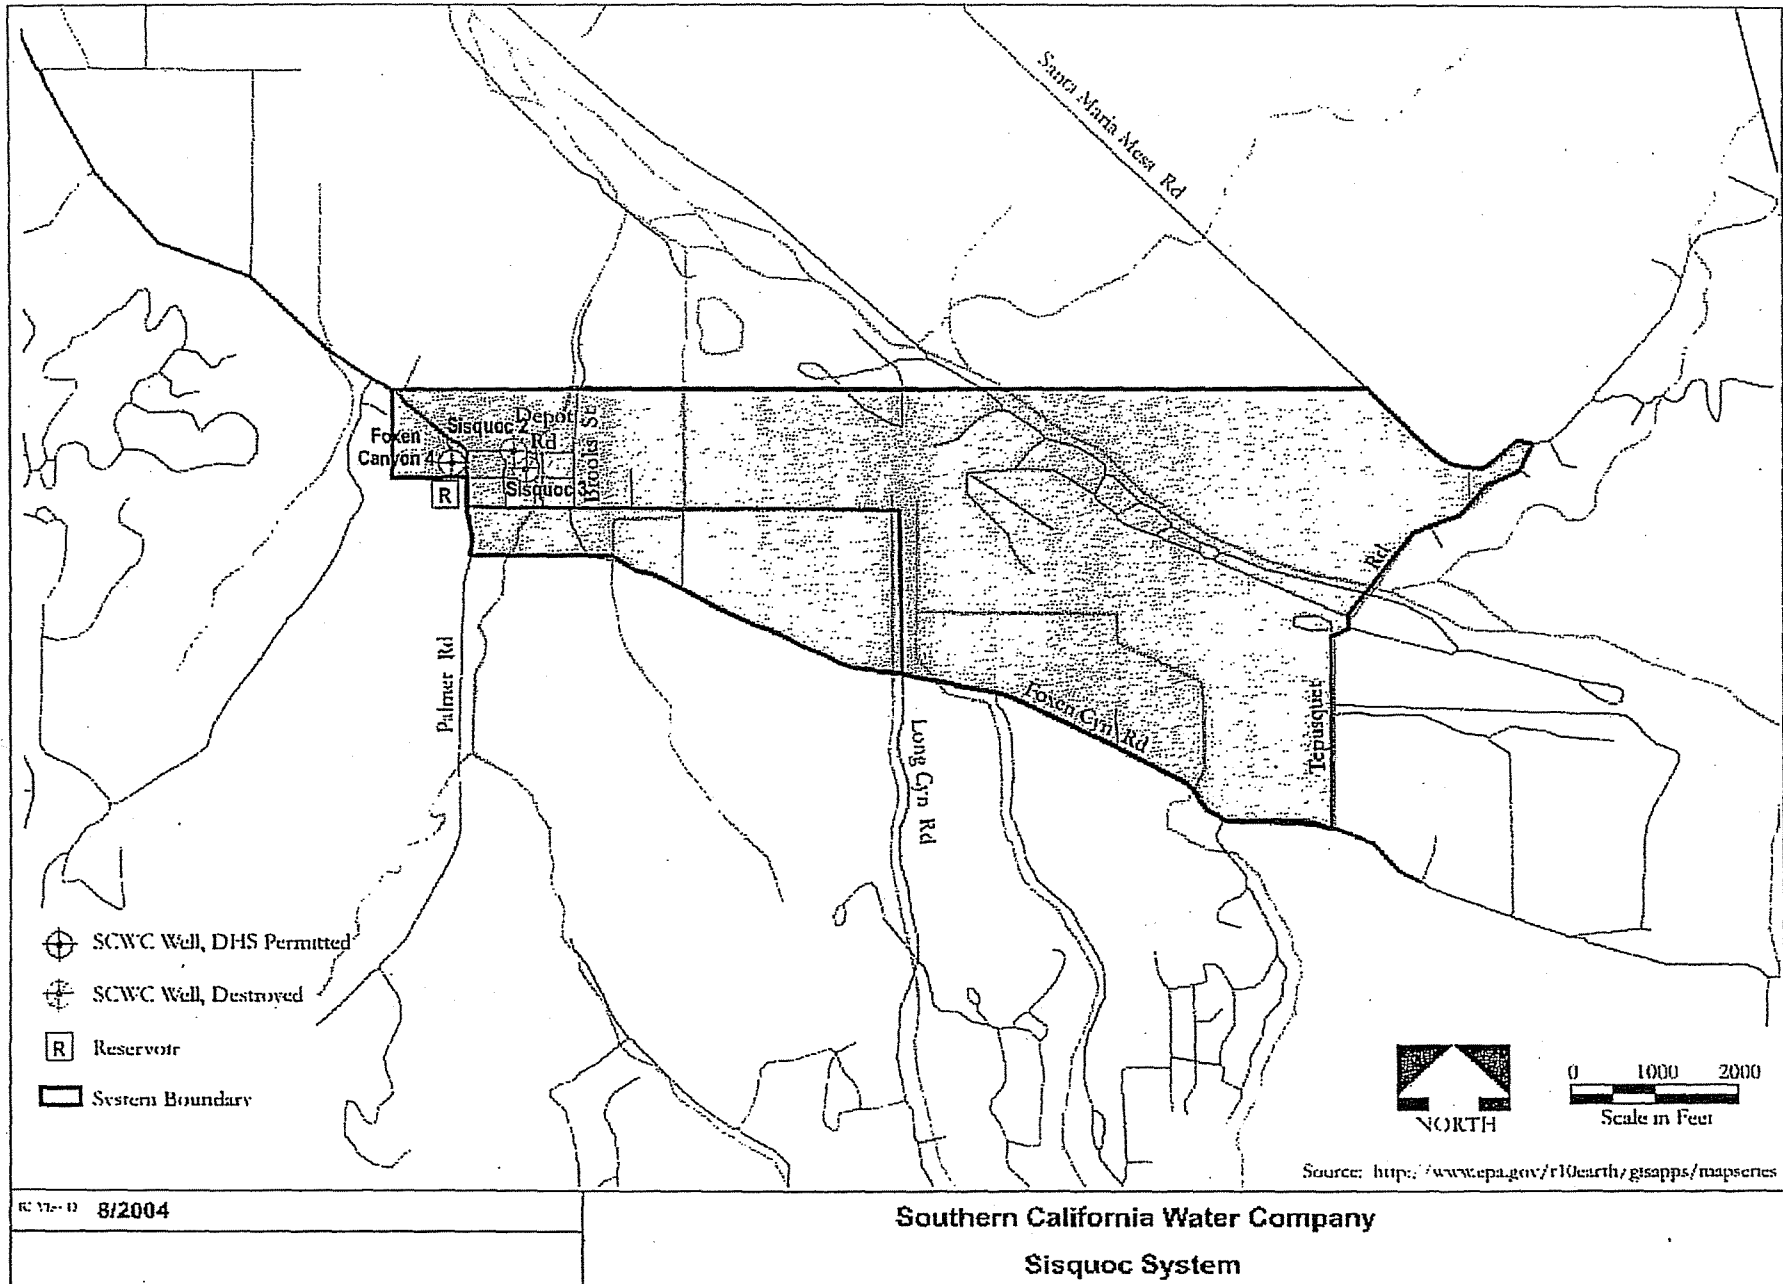 Santa Maria Mesa Rd
Sisquoc 2
Depot
Rd
Brooks St
Foxen
Canyon 4
R
Sisquoc 3
Rd
Palmer Rd
Long Cyn Rd
Foxen Cyn Rd
Tepusquet
SCWC Well, DHS Permitted
SCWC Well, Destroyed
R Reservoir
System Boundary
NORTH
0 1000 2000
Scale in Feet
Source: http://www.epa.gov/r10earth/gisapps/mapseries
8/2004
Southern California Water Company
Sisquoc System